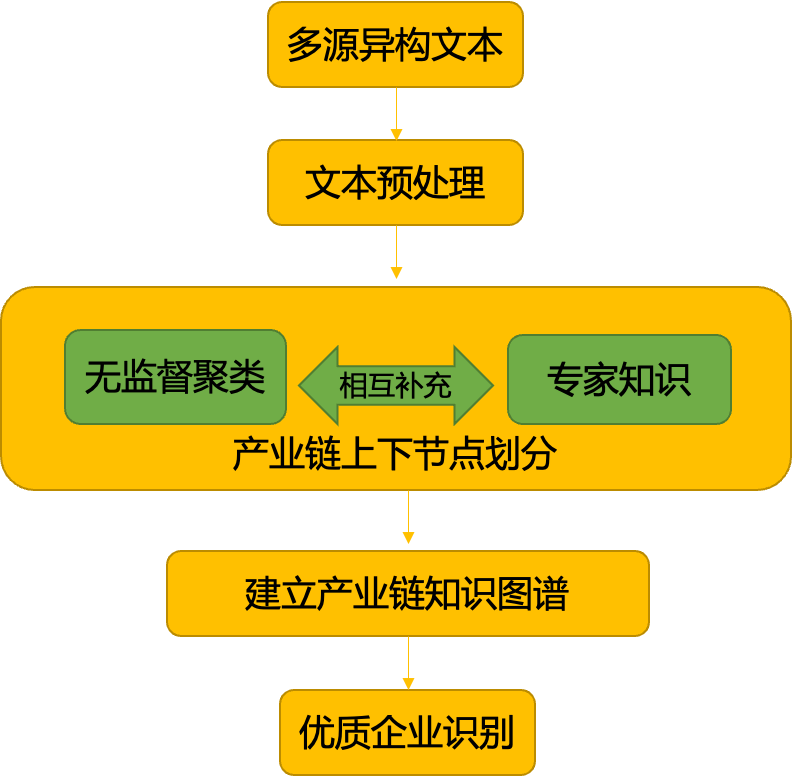 多源异构文本
文本预处理
无监督聚类
相互补充
专家知识
产业链上下节点划分
建立产业链知识图谱
优质企业识别